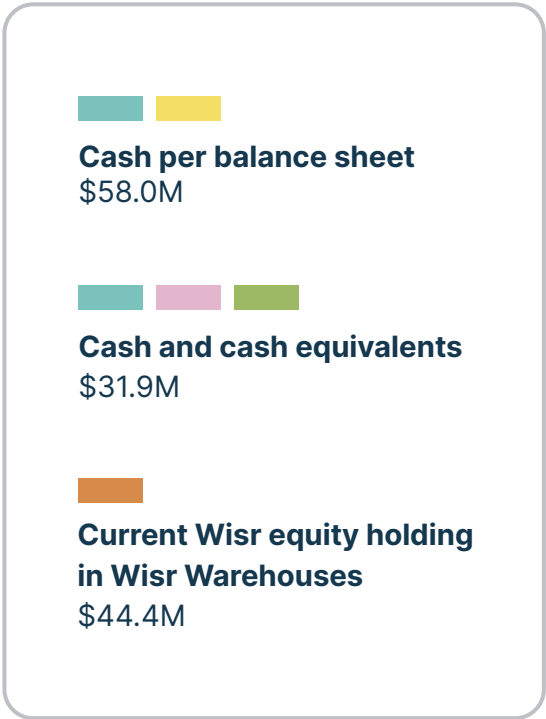 Cash per balance sheet
$58.0M
Cash and cash equivalents
$31.9M
Current Wisr equity holding
in Wisr Warehouses
$44.4M